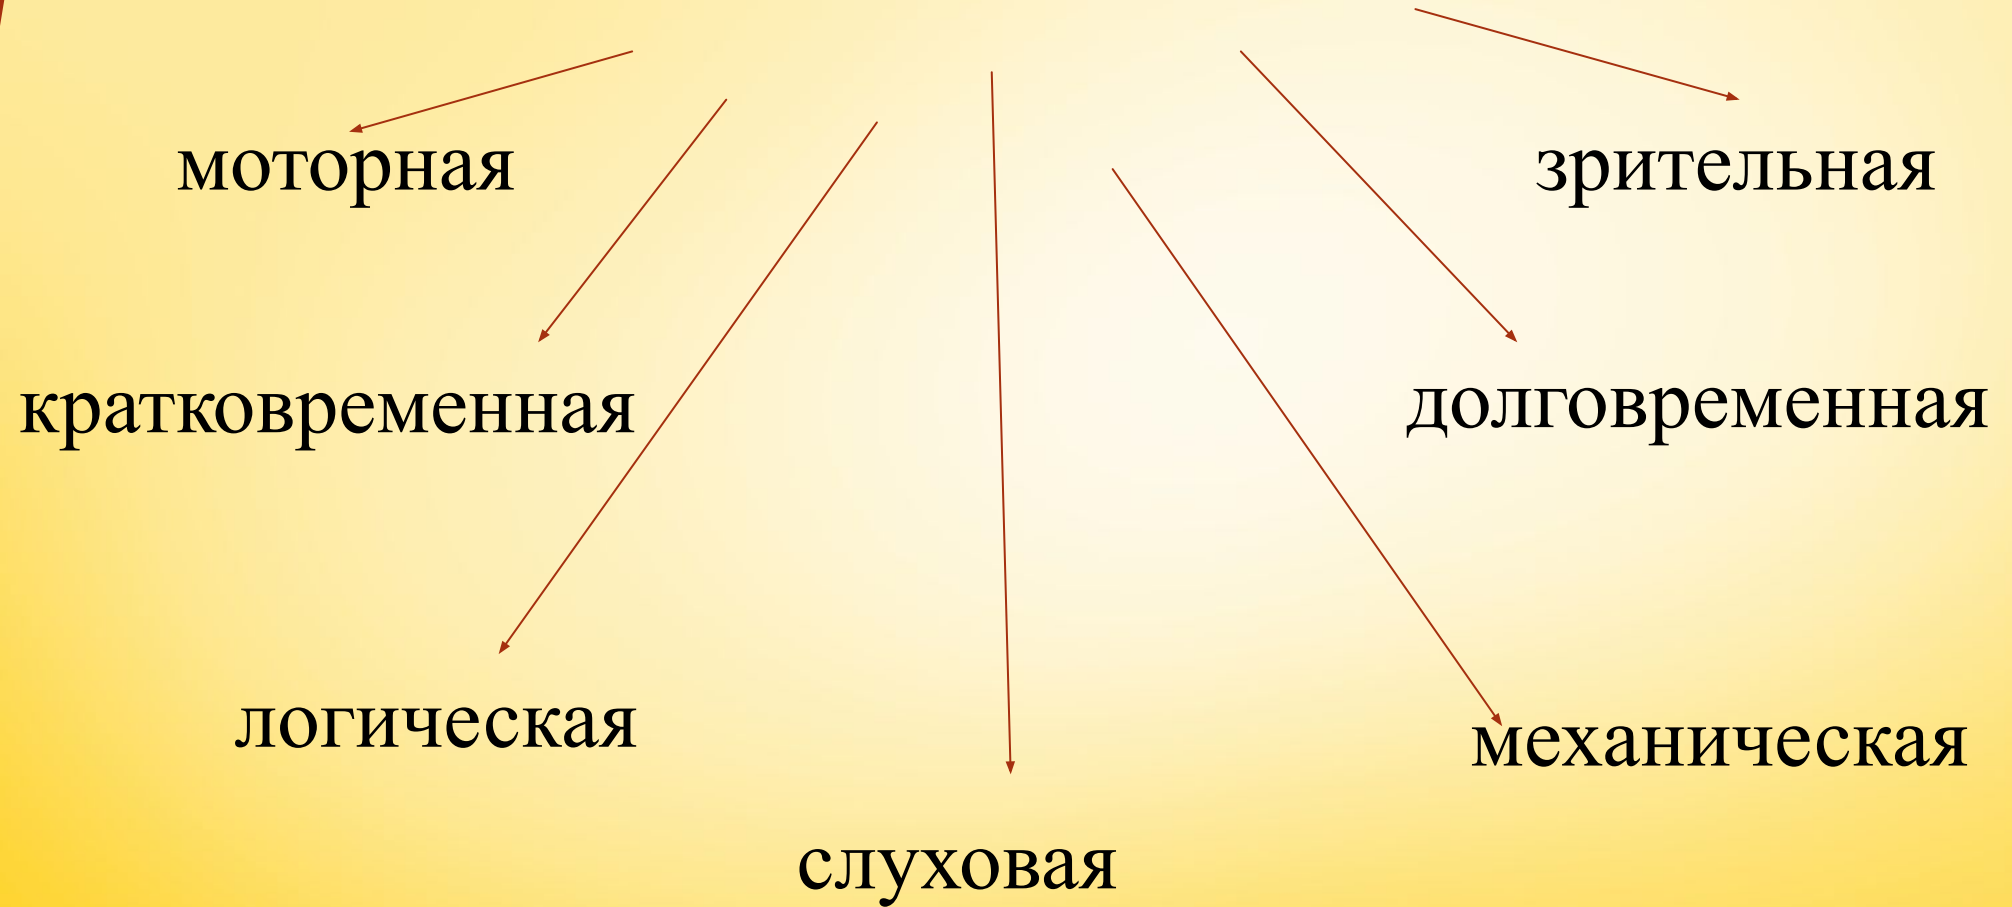 моторная
зрительная
кратковременная
долговременная
логическая
механическая
слуховая